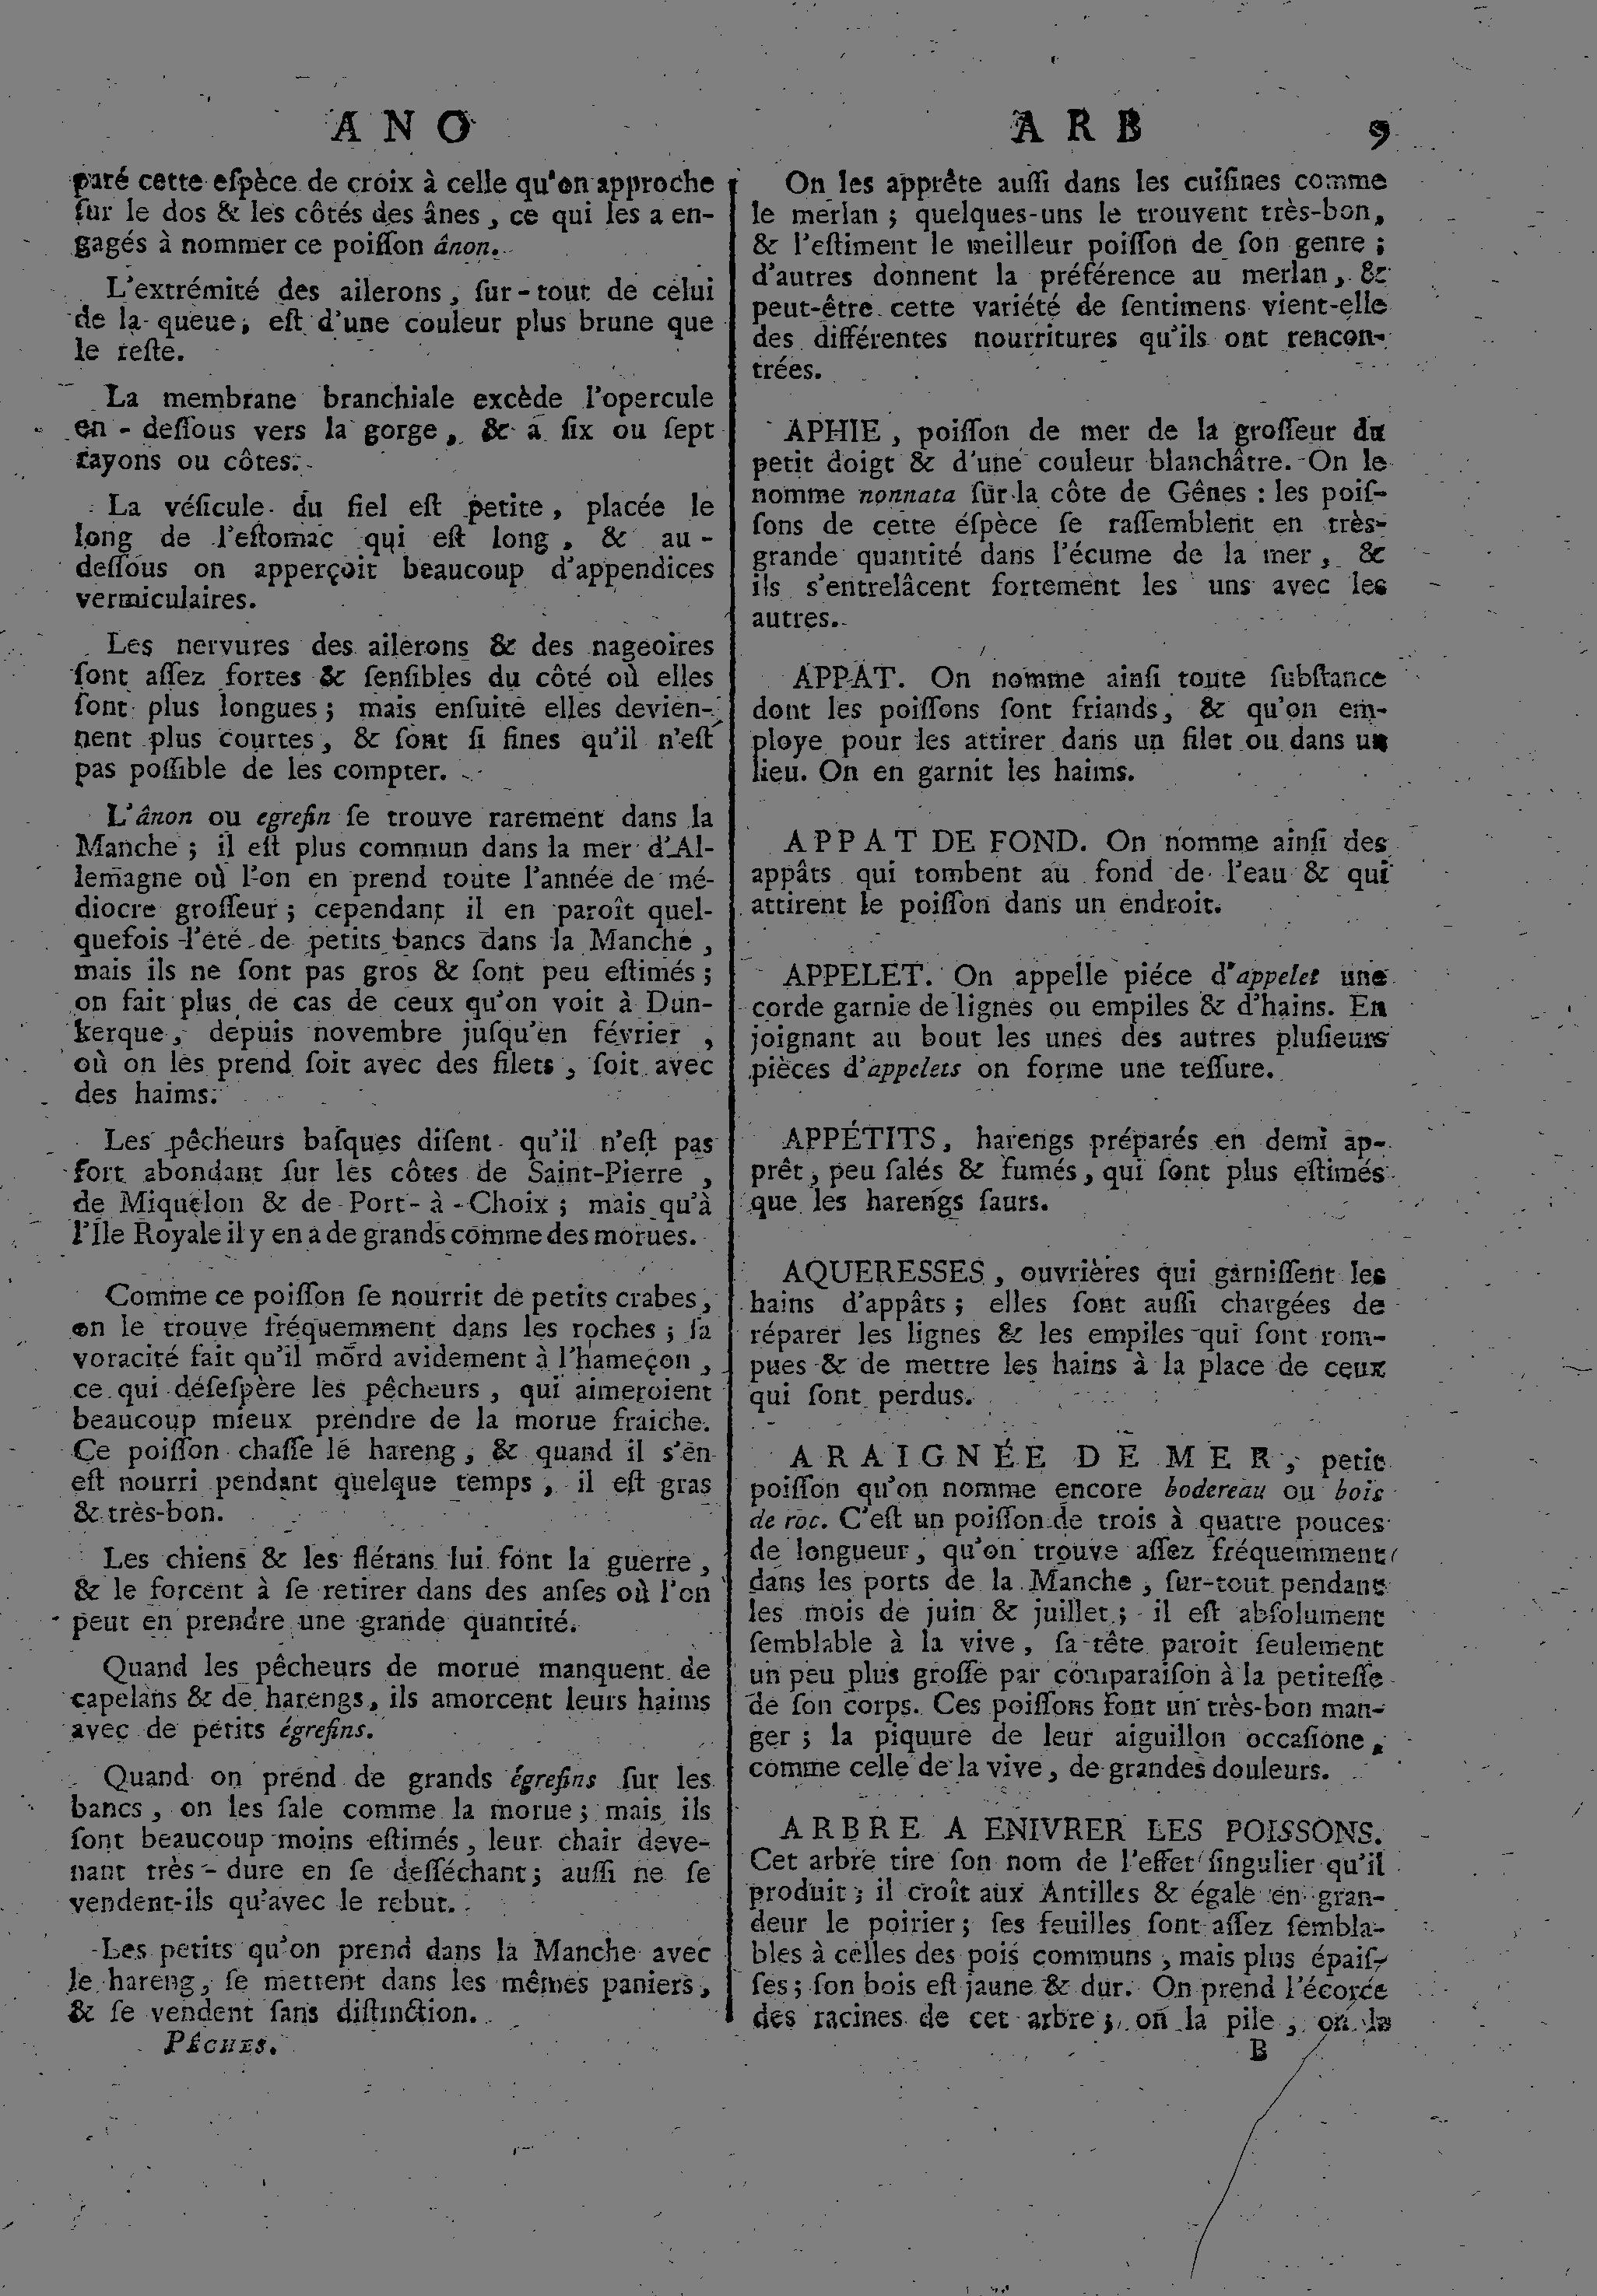 ANO
paré cette eſpèce de croix à celle qu'on approche
ſur le dos & les côtés des ânes, ce qui les a en-
gagés à nommer ce poiſſon ânon.
L'extrémité des ailerons, ſur-tout de celui
de la queue, eſt d'une couleur plus brune que
le reſte.
La membrane branchiale excède l'opercule
en-deſſous vers la gorge, & a ſix ou ſept
rayons ou côtes.
La véſicule du fiel eſt petite, placée le
long de l'eſtomac qui eſt long, & au-
deſſous on apperçoit beaucoup d'appendices
vermiculaires.
Les nervures des ailerons & des nageoires
ſont aſſez fortes & ſenſibles du côté où elles
ſont plus longues; mais enſuite elles devien-
nent plus courtes, & ſont ſi fines qu'il n'eſt
pas poſſible de les compter.
L'ânon ou egrefin ſe trouve rarement dans la
Manche; il eſt plus commun dans la mer d'Al-
lemagne où l'on en prend toute l'année de mé-
diocre groſſeur; cependant il en paroît quel-
quefois l'été de petits bancs dans la Manche,
mais ils ne ſont pas gros & ſont peu eſtimés;
on fait plus de cas de ceux qu'on voit à Dun-
kerque, depuis novembre juſqu'en février,
où on les prend ſoit avec des filets, ſoit avec
des haims.
Les pêcheurs baſques diſent qu'il n'eſt pas
fort abondant ſur les côtes de Saint-Pierre,
de Miquelon & de Port-à-Choix; mais qu'à
l'Ile Royale il y en a de grands comme des morues.
Comme ce poiſſon ſe nourrit de petits crabes,
on le trouve fréquemment dans les roches; ſa
voracité fait qu'il mord avidement à l'hameçon,
ce qui déſeſpère les pêcheurs, qui aimeroient
beaucoup mieux prendre de la morue fraiche.
Ce poiſſon chaſſe le hareng, & quand il s'en
eſt nourri pendant quelque temps, il eſt gras
& très-bon.
Les chiens & les flétans lui font la guerre,
& le forcent à ſe retirer dans des anſes où l'on
peut en prendre une grande quantité.
Quand les pêcheurs de morue manquent de
capelans & de harengs, ils amorcent leurs haims
avec de petits égrefins.
Quand on prend de grands égrefins ſur les
bancs, on les ſale comme la morue; mais ils
ſont beaucoup moins eſtimés, leur chair deve-
nant très-dure en ſe deſſéchant; auſſi ne ſe
vendent-ils qu'avec le rebut.
Les petits qu'on prend dans la Manche avec
le hareng, ſe mettent dans les mêmes paniers,
& ſe vendent ſans diſtinction.
PÊCHES.
ARB 9
On les apprête auſſi dans les cuiſines comme
le merlan; quelques-uns le trouvent très-bon,
& l'eſtiment le meilleur poiſſon de ſon genre;
d'autres donnent la préférence au merlan, &
peut-être cette variété de ſentimens vient-elle
des différentes nourritures qu'ils ont rencon-
trées.
APHIE, poiſſon de mer de la groſſeur du
petit doigt & d'une couleur blanchâtre. On le
nomme nonnata ſur la côte de Gênes: les poiſ-
ſons de cette éſpèce ſe raſſemblent en très-
grande quantité dans l'écume de la mer, &
ils s'entrelâcent fortement les uns avec les
autres.
APPÂT. On nomme ainſi toute ſubſtance
dont les poiſſons ſont friands, & qu'on em-
ploye pour les attirer dans un filet ou dans un
lieu. On en garnit les haims.
APPAT DE FOND. On nomme ainſi des
appâts qui tombent au fond de l'eau & qui
attirent le poiſſon dans un endroit.
APPELET. On appelle piéce d'appelet une
corde garnie de lignes ou empiles & d'hains. En
joignant au bout les unes des autres pluſieurs
pièces d'appelets on forme une teſſure.
APPÉTITS, harengs préparés en demi ap-
prêt, peu ſalés & fumés, qui ſont plus eſtimés
que les harengs ſaurs.
AQUERESSES, ouvrières qui garniſſent les
hains d'appâts; elles ſont auſſi chargées de
réparer les lignes & les empiles qui ſont rom-
pues & de mettre les hains à la place de ceux
qui ſont perdus.
ARAIGNÉE DE MER, petit
poiſſon qu'on nomme encore bodereau ou bois
de roc. C'eſt un poiſſon de trois à quatre pouces
de longueur, qu'on trouve aſſez fréquemment
dans les ports de la Manche, ſur-tout pendant
les mois de juin & juillet; il eſt abſolument
ſemblable à la vive, ſa tête paroit ſeulement
un peu plus groſſe par comparaiſon à la petiteſſe
de ſon corps. Ces poiſſons font un très-bon man-
ger; la piquure de leur aiguillon occaſione,
comme celle de la vive, de grandes douleurs.
ARBRE A ENIVRER LES POISSONS.
Cet arbre tire ſon nom de l'effet ſingulier qu'il
produit; il croît aux Antilles & égale en gran-
deur le poirier; ſes feuilles ſont aſſez ſembla-
bles à celles des pois communs, mais plus épaiſ-
ſes; ſon bois eſt jaune & dur. On prend l'écorce
des racines de cet arbre; on la pile, on la
B